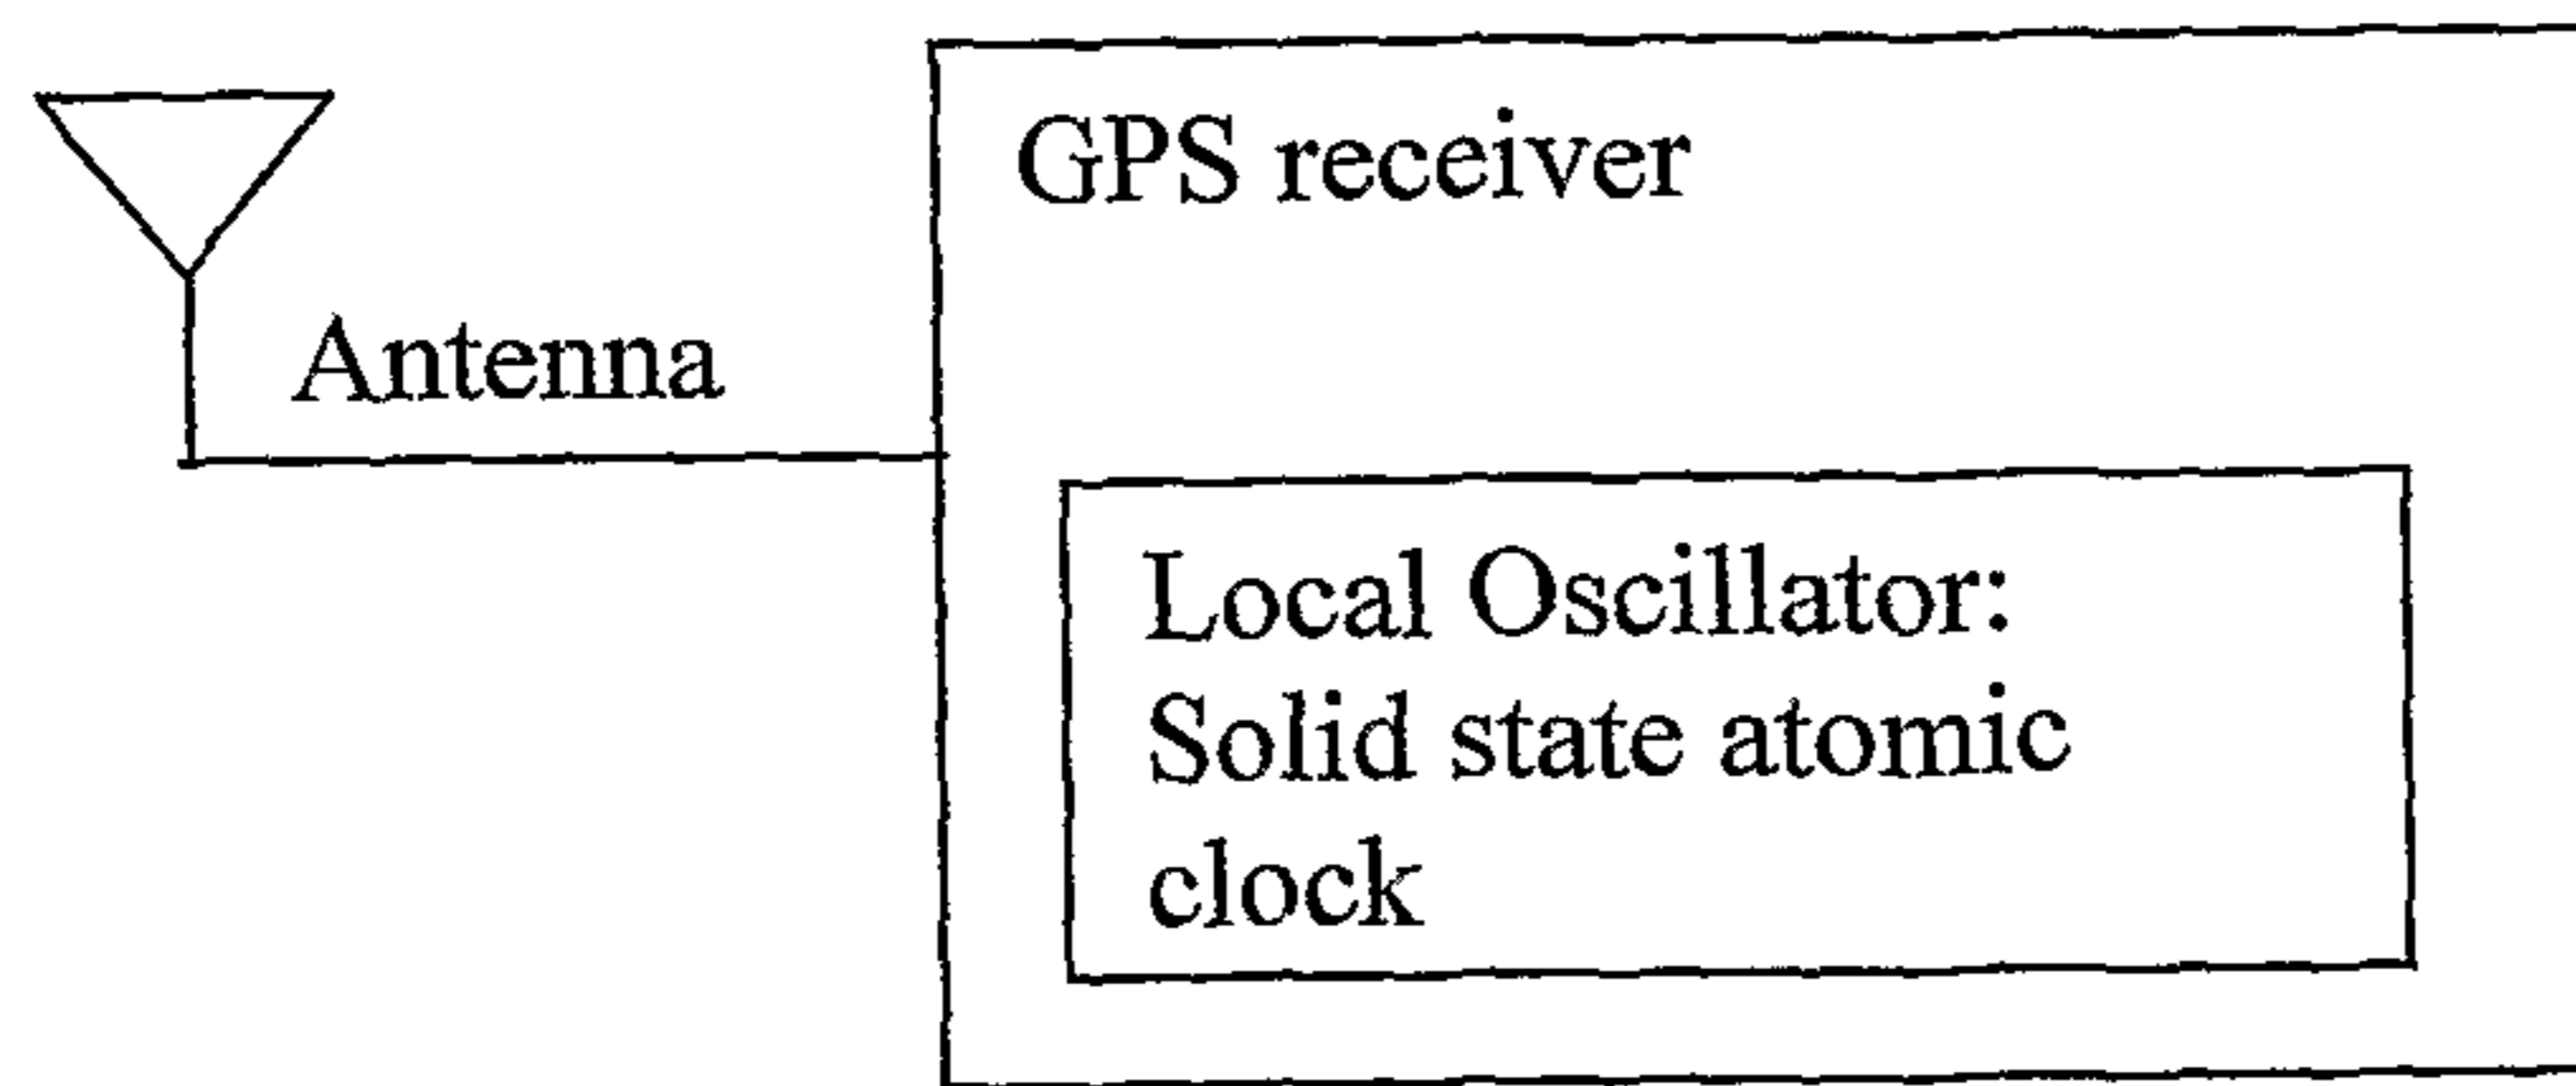 GPS receiver
Antenna
Local Oscillator:
Solid state atomic
clock